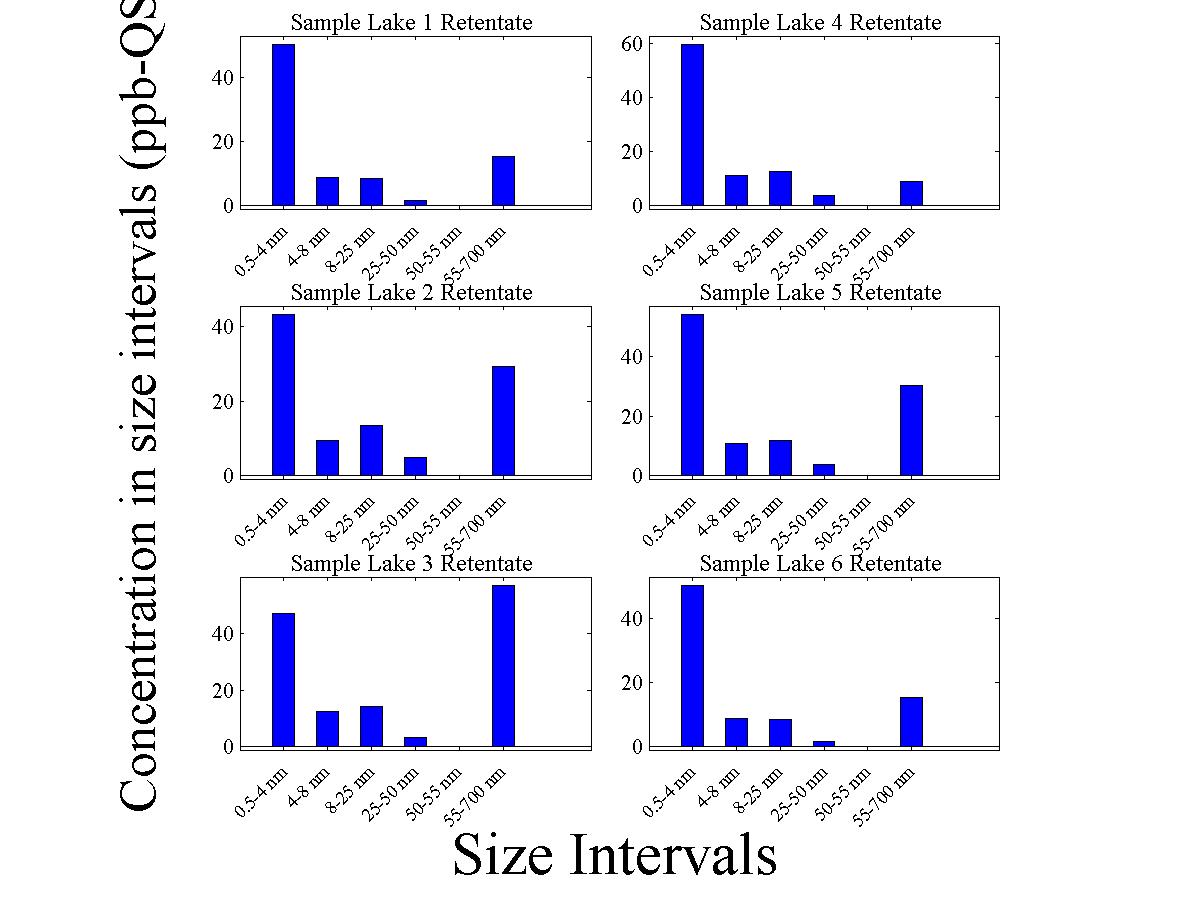 Concentration in size intervals (ppb-QS
Sample Lake 1 Retentate
40
20
0
0.5-4 nm
4-8 nm
8-25 nm
25-50 nm
50-55 nm
55-700 nm
Sample Lake 4 Retentate
60
40
20
0
0.5-4 nm
4-8 nm
8-25 nm
25-50 nm
50-55 nm
55-700 nm
Sample Lake 2 Retentate
40
20
0
0.5-4 nm
4-8 nm
8-25 nm
25-50 nm
50-55 nm
55-700 nm
Sample Lake 5 Retentate
40
20
0
0.5-4 nm
4-8 nm
8-25 nm
25-50 nm
50-55 nm
55-700 nm
Sample Lake 3 Retentate
40
20
0
0.5-4 nm
4-8 nm
8-25 nm
25-50 nm
50-55 nm
55-700 nm
Sample Lake 6 Retentate
40
20
0
0.5-4 nm
4-8 nm
8-25 nm
25-50 nm
50-55 nm
55-700 nm
Size Intervals